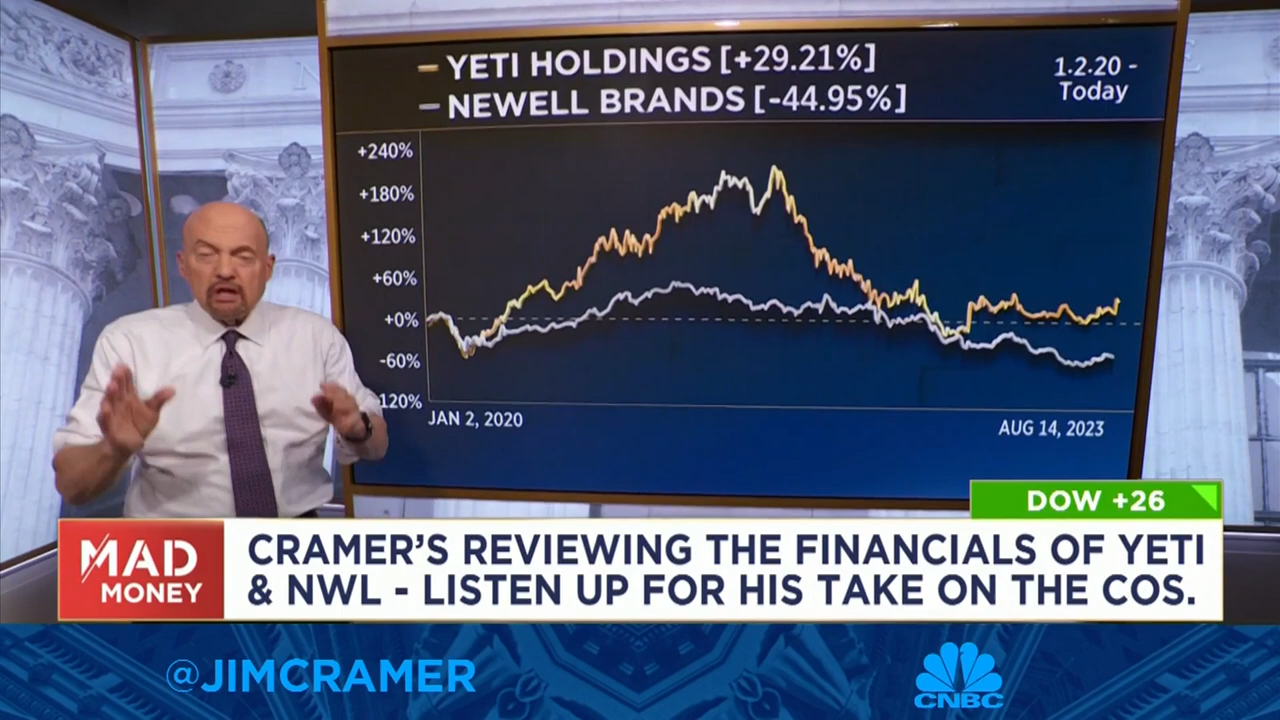 YETI HOLDINGS [+29.21%]
NEWELL BRANDS [-44.95%]
1.2.20 -
Today
+240%
+180%
+120%
+60%
+0%
-60%
120%
JAN 2, 2020
AUG 14, 2023
DOW +26
MAD
MONEY
CRAMER'S REVIEWING THE FINANCIALS OF YETI
& NWL - LISTEN UP FOR HIS TAKE ON THE COS.
@JIMCRAMER
CNBC